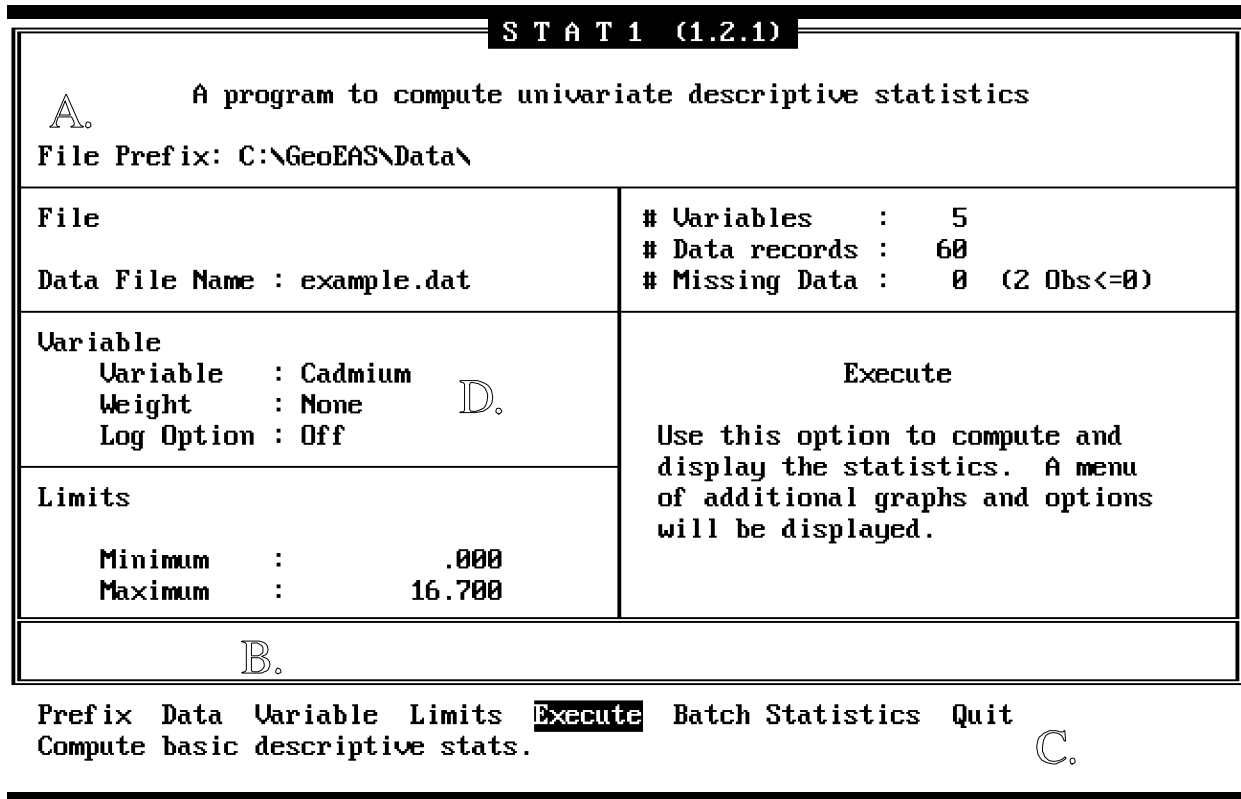 S T A T 1 (1.2.1)
A program to compute univariate descriptive statistics
A.
File Prefix: C:\GeoEAS\Data\
File
Data File Name : example.dat
# Variables : 5
# Data records : 60
# Missing Data : 0 (2 Obs<=0)
Variable
Variable : Cadmium
Weight : None
D.
Log Option : Off
Limits
Minimum : .000
Maximum : 16.700
Execute
Use this option to compute and
display the statistics. A menu
of additional graphs and options
will be displayed.
B.
Prefix Data Variable Limits Execute Batch Statistics Quit
Compute basic descriptive stats.
C.